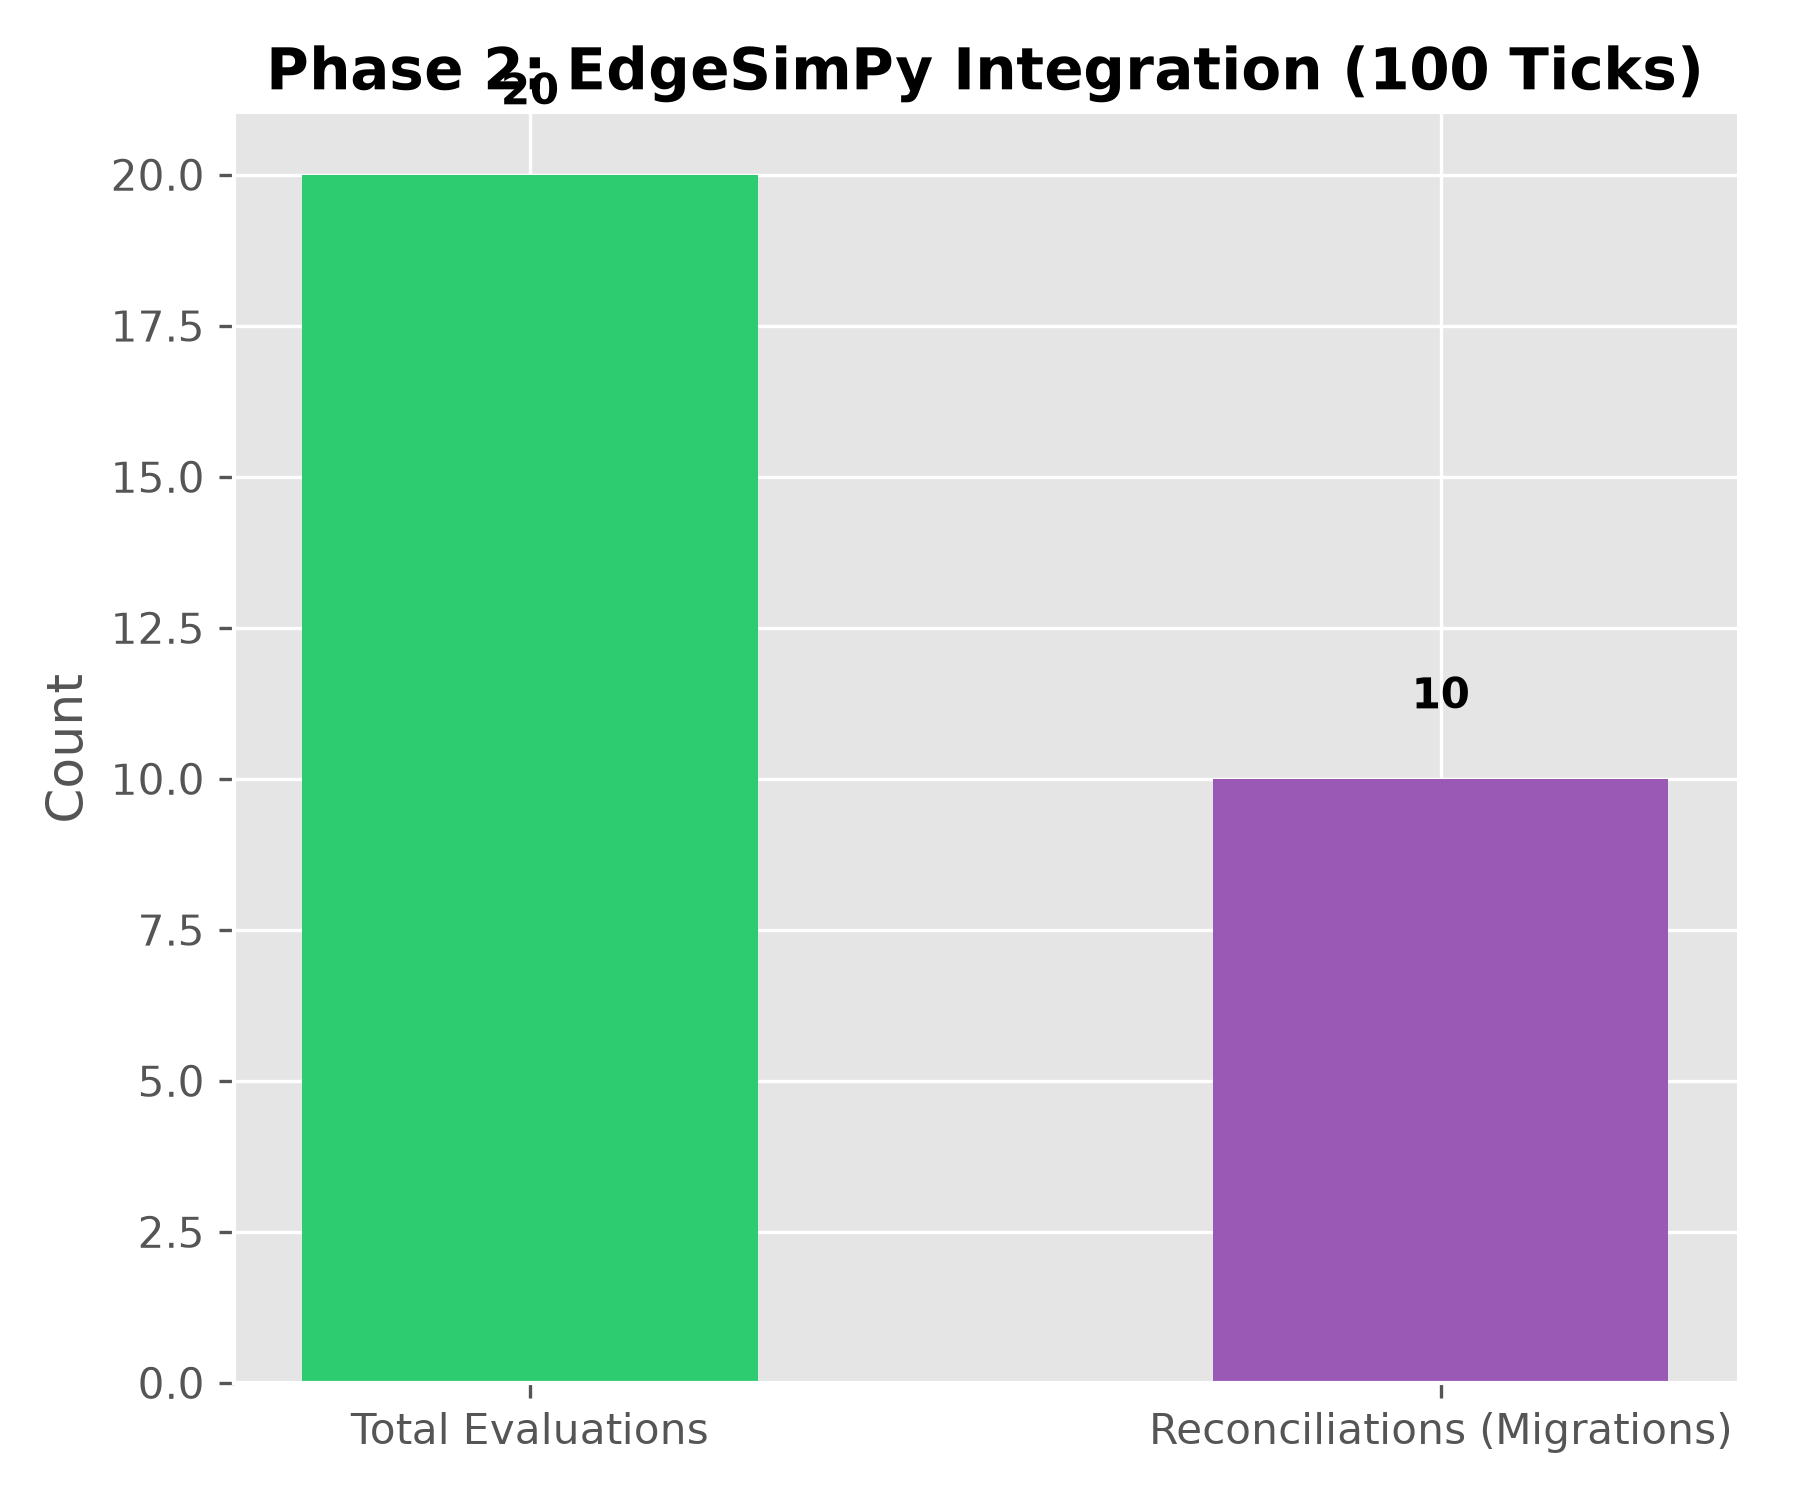 Phase 2: EdgeSimPy Integration (100 Ticks)
20
20.0
17.5
15.0
12.5
10
10.0
7.5
5.0
2.5
0.0
Count
Total Evaluations
Reconciliations (Migrations)